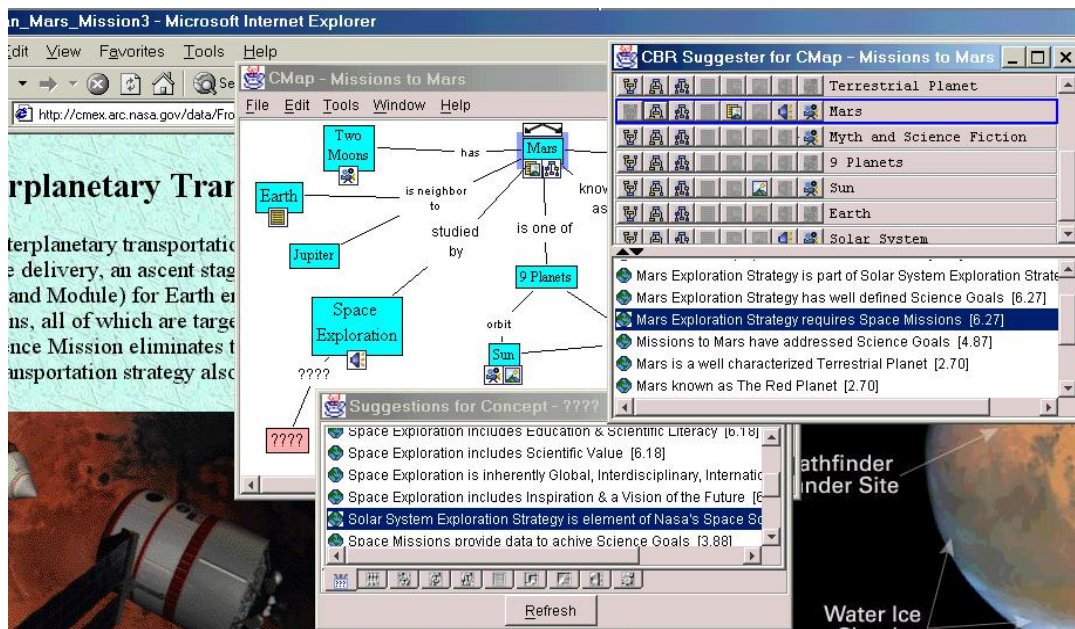 an_Mars_Mission3 - Microsoft Internet Explorer
Edit View Favorites Tools Help
Se
http://cmex.arc.nasa.gov/data/Fro
rplanetary Tran
terplanetary transportatio
e delivery, an ascent stag
and Module) for Earth en
ns, all of which are targe
ence Mission eliminates t
ansportation strategy also
CMap - Missions to Mars
File Edit Tools Window Help
Two
Moons
has
Mars
Earth
is neighbor
to
know
as
Jupiter
studied
by
is one of
9 Planets
Space
Exploration
orbit
Sun
????
????
CBR Suggester for CMap - Missions to Mars
Terrestrial Planet
Mars
Myth and Science Fiction
9 Planets
Sun
Earth
Solar System
Mars Exploration Strategy is part of Solar System Exploration Strate
Mars Exploration Strategy has well defined Science Goals [6.27]
Mars Exploration Strategy requires Space Missions [6.27]
Missions to Mars have addressed Science Goals [4.87]
Mars is a well characterized Terrestrial Planet [2.70]
Mars known as The Red Planet [2.70]
Suggestions for Concept - ????
Space Exploration includes Education & Scientific Literacy [6.18]
Space Exploration includes Scientific Value [6.18]
Space Exploration is inherently Global, Interdisciplinary, Internatio
Space Exploration includes Inspiration & a Vision of the Future [6
Solar System Exploration Strategy is element of Nasa's Space Sc
Space Missions provide data to achive Science Goals [3.88]
Refresh
athfinder
nder Site
Water Ice